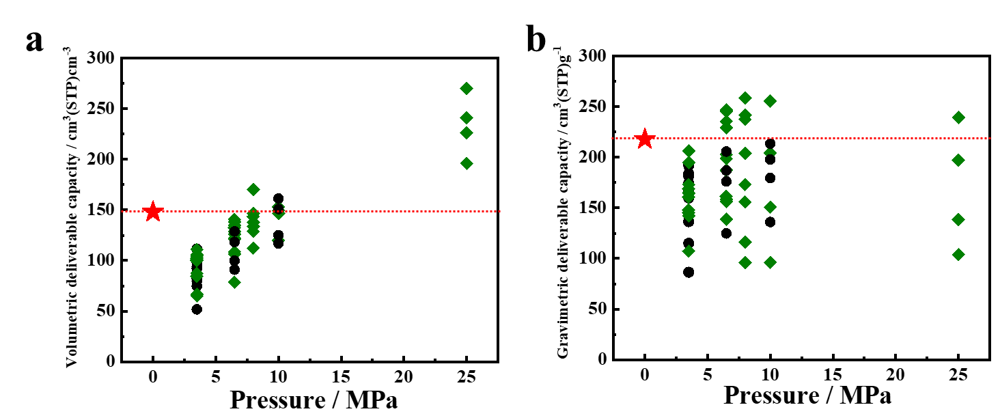 a
Volumetric deliverable capacity / cm³(STP)cm⁻³
300
250
200
150
100
50
0
0 5 10 15 20 25
Pressure / MPa
b
Gravimetric deliverable capacity / cm³(STP)g⁻¹
300
250
200
150
100
50
0
0 5 10 15 20 25
Pressure / MPa